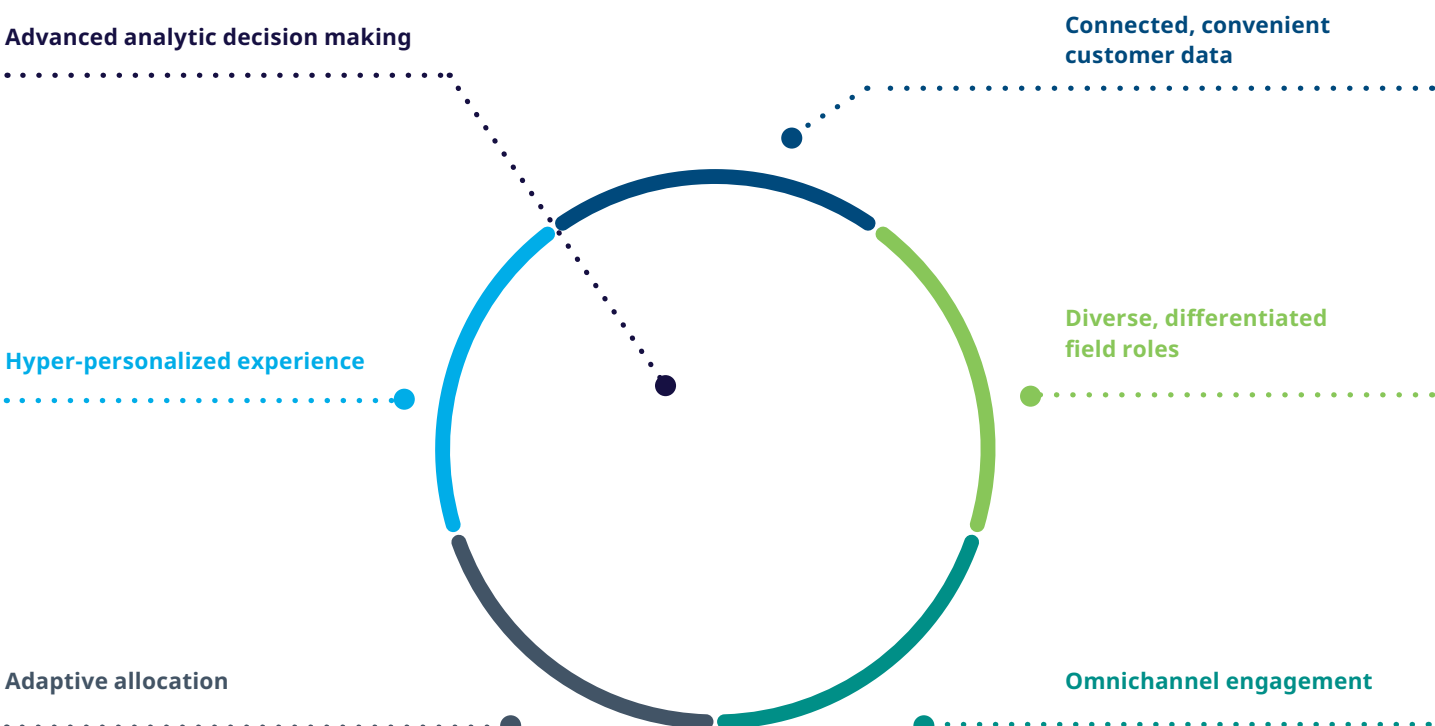 Advanced analytic decision making
Connected, convenient
customer data
Hyper-personalized experience
Diverse, differentiated
field roles
Adaptive allocation
Omnichannel engagement